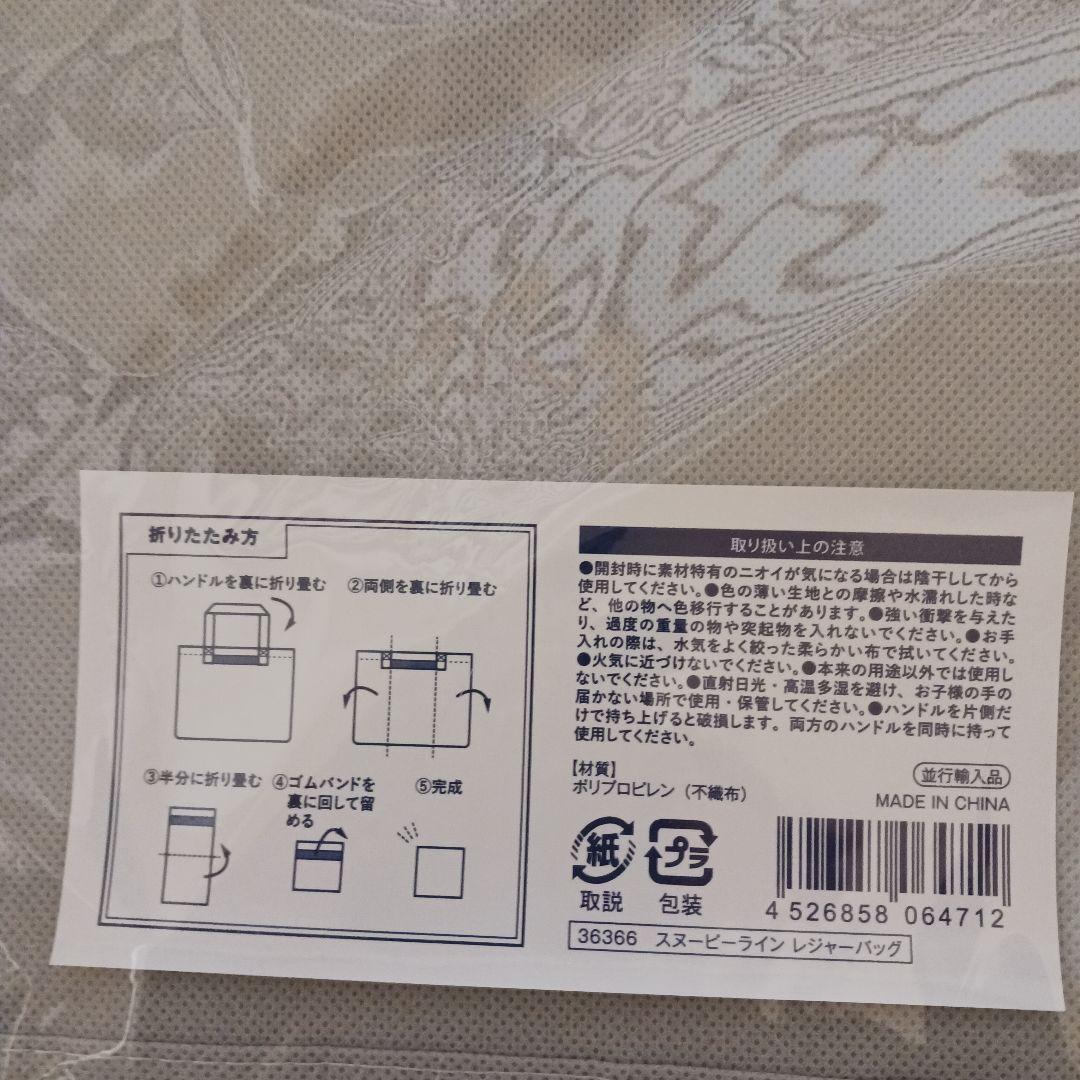 折りたたみ方
①ハンドルを裏に折り畳む
②両側を裏に折り畳む
③半分に折り畳む
④ゴムバンドを
裏に回して留
める
⑤完成
取り扱い上の注意
●開封時に素材特有のニオイが気になる場合は陰干ししてから
使用してください。●色の薄い生地との摩擦や水濡れした時な
ど、他の物へ色移行することがあります。●強い衝撃を与えた
り、過度の重量の物や突起物を入れないでください。●お手
入れの際は、水気をよく絞った柔らかい布で拭いてください。
●火気に近づけないでください。●本来の用途以外では使用し
ないでください。●直射日光・高温多湿を避け、お子様の手の
届かない場所で使用・保管してください。●ハンドルを片側だ
けで持ち上げると破損します。両方のハンドルを同時に持って
使用してください。
【材質】
ポリプロピレン（不織布）
並行輸入品
MADE IN CHINA
紙
プラ
取説
包装
4 526858 064712
36366 スヌーピーライン レジャーバッグ